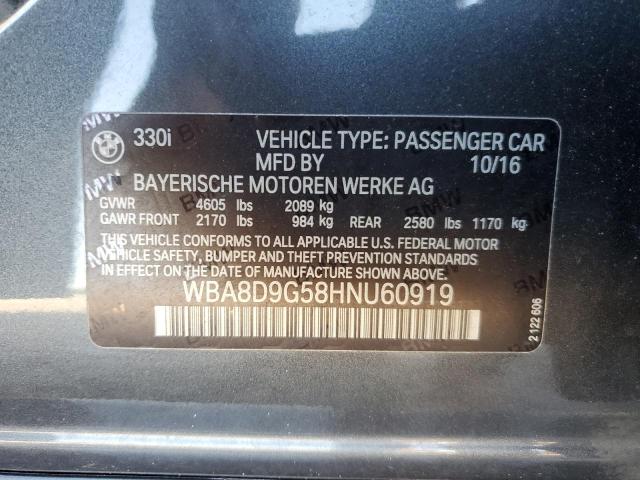 330i VEHICLE TYPE: PASSENGER CAR
MFD BY 10/16
BAYERISCHE MOTOREN WERKE AG
GVWR 4605 lbs 2089 kg
GAWR FRONT 2170 lbs 984 kg REAR 2580 lbs 1170 kg
THIS VEHICLE CONFORMS TO ALL APPLICABLE U.S. FEDERAL MOTOR
VEHICLE SAFETY, BUMPER AND THEFT PREVENTION STANDARDS IN
EFFECT ON THE DATE OF MANUFACTURE SHOWN ABOVE.
WBA8D9G58HNU60919
2 122 606